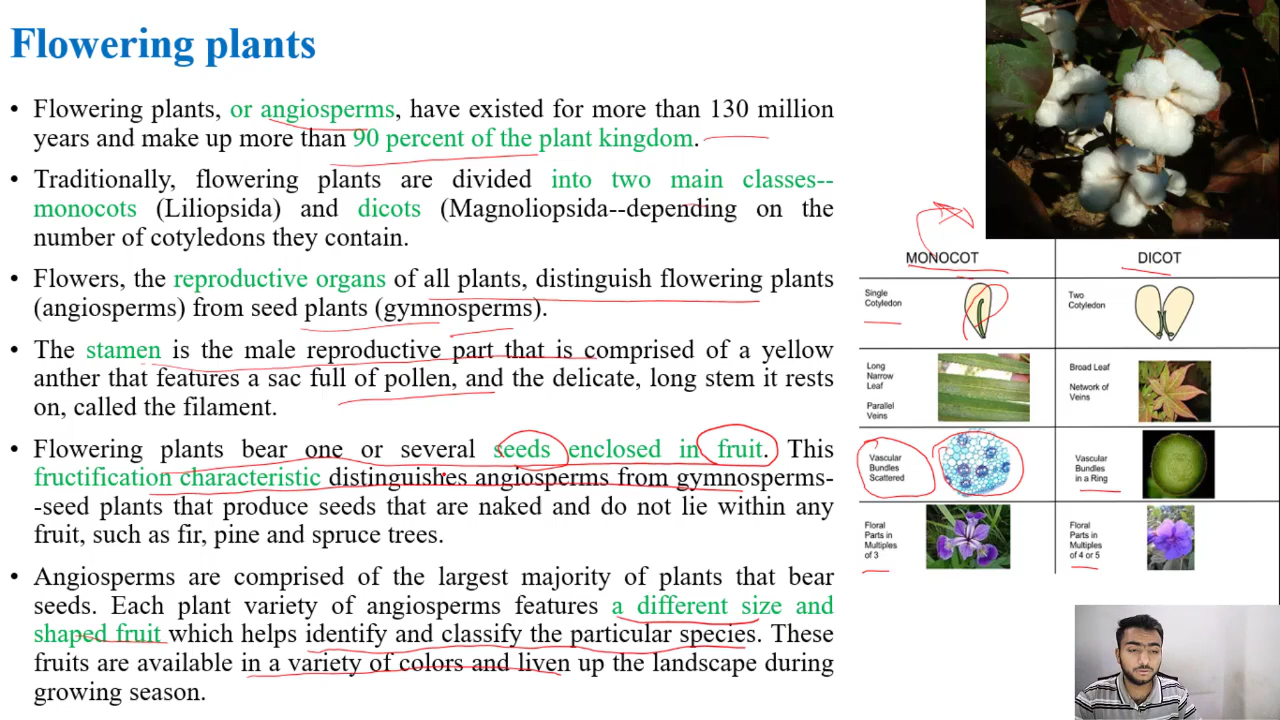 Flowering plants
• Flowering plants, or angiosperms, have existed for more than 130 million
years and make up more than 90 percent of the plant kingdom.
• Traditionally, flowering plants are divided into two main classes--
monocots (Liliopsida) and dicots (Magnoliopsida--depending on the
number of cotyledons they contain.
• Flowers, the reproductive organs of all plants, distinguish flowering plants
(angiosperms) from seed plants (gymnosperms).
• The stamen is the male reproductive part that is comprised of a yellow
anther that features a sac full of pollen, and the delicate, long stem it rests
on, called the filament.
• Flowering plants bear one or several seeds enclosed in fruit. This
fructification characteristic distinguishes angiosperms from gymnosperms-
-seed plants that produce seeds that are naked and do not lie within any
fruit, such as fir, pine and spruce trees.
• Angiosperms are comprised of the largest majority of plants that bear
seeds. Each plant variety of angiosperms features a different size and
shaped fruit which helps identify and classify the particular species. These
fruits are available in a variety of colors and liven up the landscape during
growing season.
MONOCOT
DICOT
Single
Cotyledon
Two
Cotyledon
Long
Narrow
Leaf
Parallel
Veins
Broad Leaf
Network of
Veins
Vascular
Bundles
Scattered
Vascular
Bundles
in a Ring
Floral
Parts in
Multiples
of 3
Floral
Parts in
Multiples
of 4 or 5